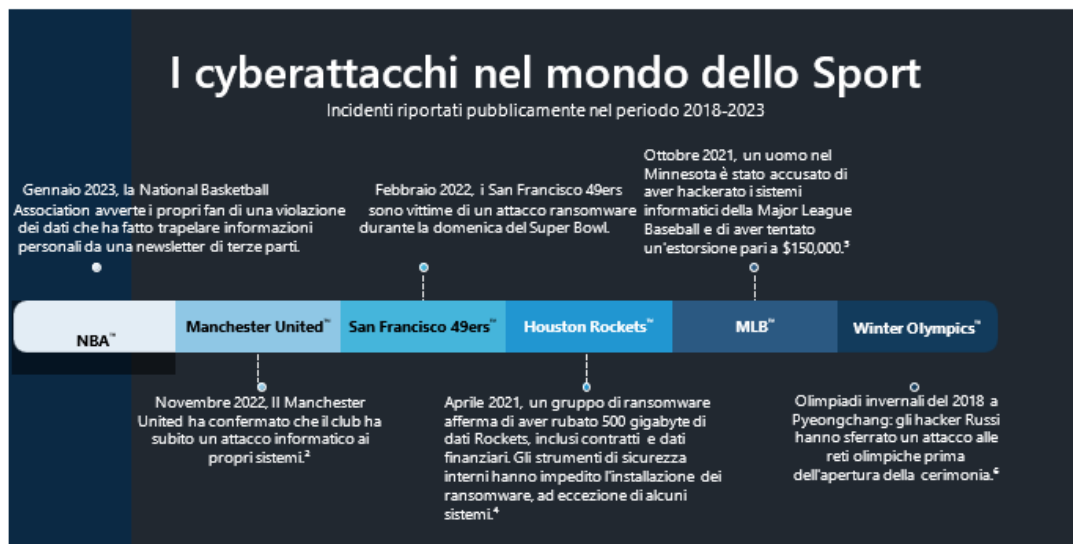 I cyberattacchi nel mondo dello Sport
Incidenti riportati pubblicamente nel periodo 2018-2023
Gennaio 2023, la National Basketball
Association avverte i propri fan di una violazione
dei dati che ha fatto trapelare informazioni
personali da una newsletter di terze parti.
Febbraio 2022, i San Francisco 49ers
sono vittime di un attacco ransomware
durante la domenica del Super Bowl.
Ottobre 2021, un uomo nel
Minnesota è stato accusato di
aver hackerato i sistemi
informatici della Major League
Baseball e di aver tentato
un'estorsione pari a $150,000.⁵
NBA™
Manchester United™
San Francisco 49ers™
Houston Rockets™
MLB™
Winter Olympics™
Novembre 2022, Il Manchester
United ha confermato che il club ha
subito un attacco informatico ai
propri sistemi.²
Aprile 2021, un gruppo di ransomware
afferma di aver rubato 500 gigabyte di
dati Rockets, inclusi contratti e dati
finanziari. Gli strumenti di sicurezza
interni hanno impedito l'installazione dei
ransomware, ad eccezione di alcuni
sistemi.⁴
Olimpiadi invernali del 2018 a
Pyeongchang: gli hacker Russi
hanno sferrato un attacco alle
reti olimpiche prima
dell'apertura della cerimonia.⁶